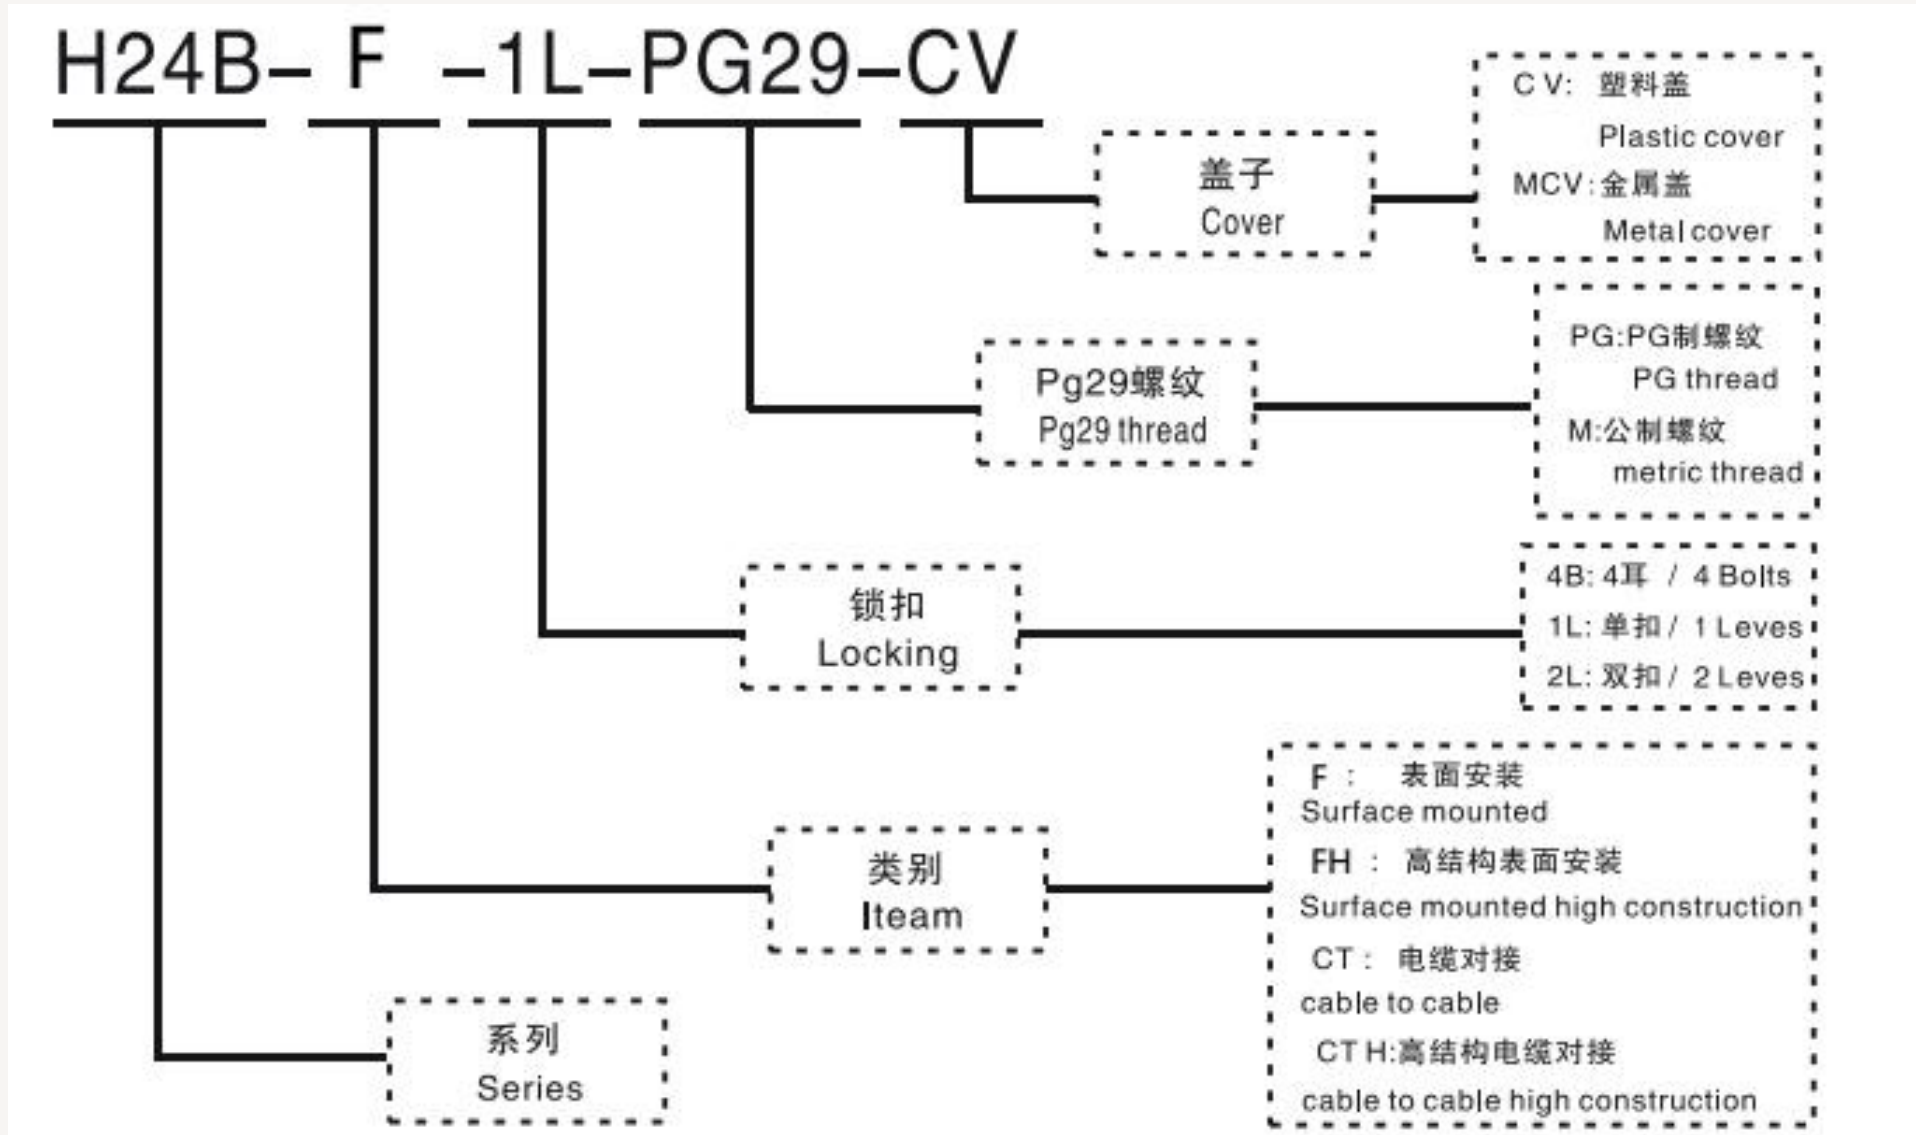 H24B-F-1L-PG29-CV
盖子
Cover
CV: 塑料盖
Plastic cover
MCV:金属盖
Metal cover
Pg29螺纹
Pg29 thread
PG:PG制螺纹
PG thread
M:公制螺纹
metric thread
锁扣
Locking
4B: 4耳 / 4 Bolts
1L: 单扣 / 1 Leves
2L: 双扣 / 2 Leves
类别
Iteam
F : 表面安装
Surface mounted
FH : 高结构表面安装
Surface mounted high construction
CT : 电缆对接
cable to cable
CT H:高结构电缆对接
cable to cable high construction
系列
Series